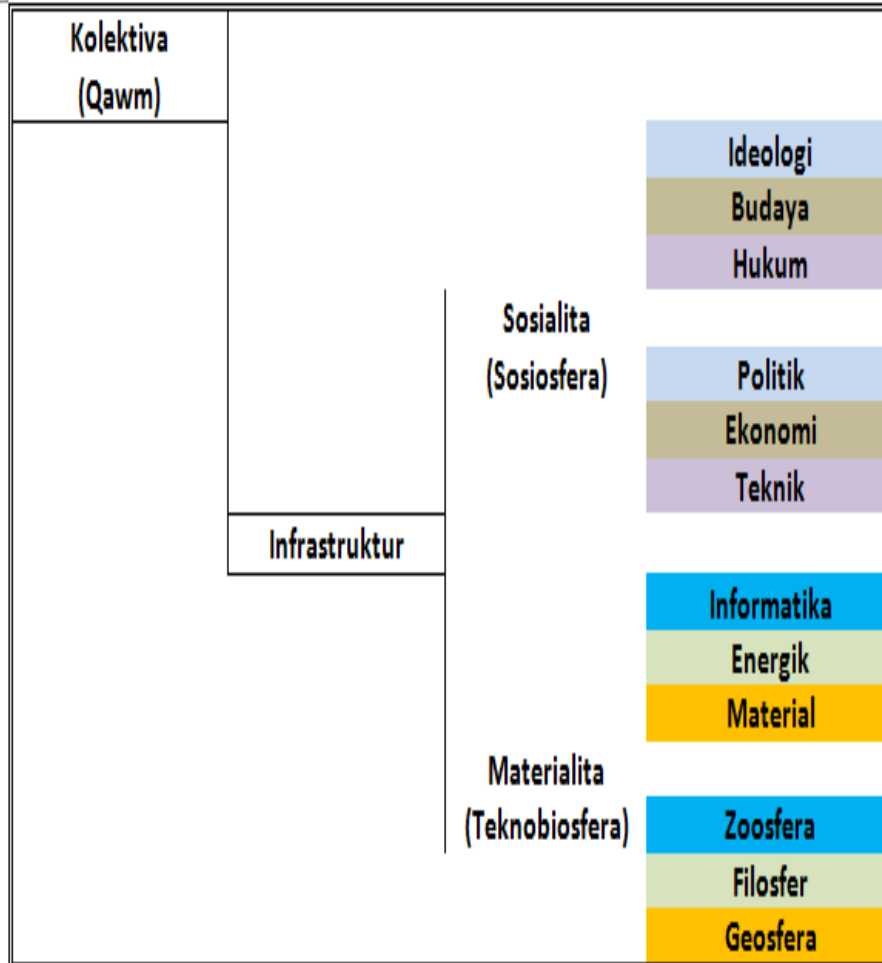 Kolektiva
(Qawm)
Ideologi
Budaya
Hukum
Sosialita
(Sosiosfera)
Politik
Ekonomi
Teknik
Infrastruktur
Informatika
Energik
Material
Materialita
(Teknobiosfera)
Zoosfera
Filosfer
Geosfera